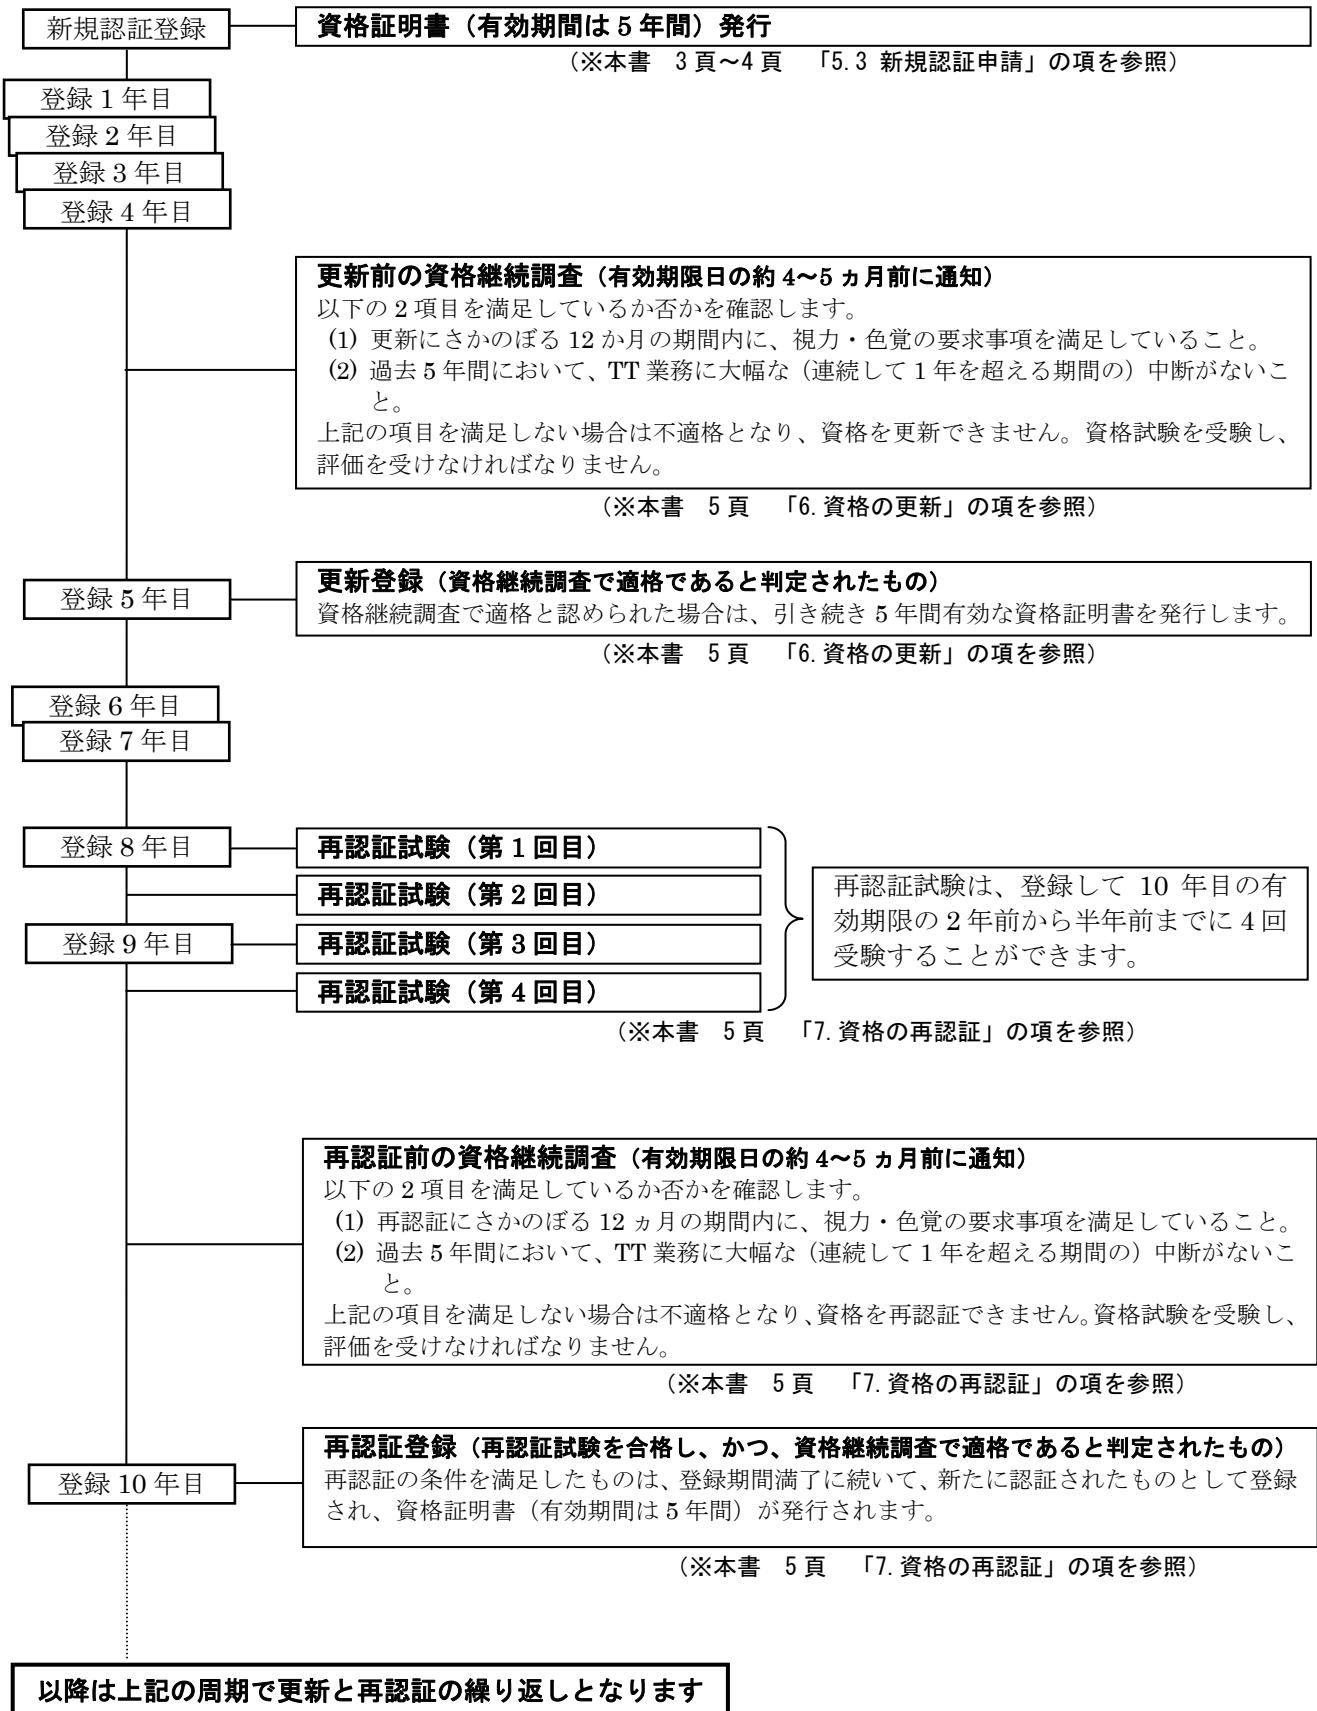 新規認証登録
資格証明書（有効期間は 5 年間）発行
（※本書　3 頁～4 頁　「5.3 新規認証申請」の項を参照）
登録 1 年目
登録 2 年目
登録 3 年目
登録 4 年目
更新前の資格継続調査（有効期限日の約 4～5 ヵ月前に通知）
以下の 2 項目を満足しているか否かを確認します。
(1) 更新にさかのぼる 12 か月の期間内に、視力・色覚の要求事項を満足していること。
(2) 過去 5 年間において、TT 業務に大幅な（連続して 1 年を超える期間の）中断がないこ
と。
上記の項目を満足しない場合は不適格となり、資格を更新できません。資格試験を受験し、
評価を受けなければなりません。
（※本書　5 頁　「6.資格の更新」の項を参照）
登録 5 年目
更新登録（資格継続調査で適格であると判定されたもの）
資格継続調査で適格と認められた場合は、引き続き 5 年間有効な資格証明書を発行します。
（※本書　5 頁　「6.資格の更新」の項を参照）
登録 6 年目
登録 7 年目
登録 8 年目
再認証試験（第 1 回目）
再認証試験（第 2 回目）
登録 9 年目
再認証試験（第 3 回目）
再認証試験（第 4 回目）
再認証試験は、登録して 10 年目の有
効期限の 2 年前から半年前までに 4 回
受験することができます。
（※本書　5 頁　「7.資格の再認証」の項を参照）
再認証前の資格継続調査（有効期限日の約 4～5 ヵ月前に通知）
以下の 2 項目を満足しているか否かを確認します。
(1) 再認証にさかのぼる 12 ヵ月の期間内に、視力・色覚の要求事項を満足していること。
(2) 過去 5 年間において、TT 業務に大幅な（連続して 1 年を超える期間の）中断がないこ
と。
上記の項目を満足しない場合は不適格となり、資格を再認証できません。資格試験を受験し、
評価を受けなければなりません。
（※本書　5 頁　「7.資格の再認証」の項を参照）
登録 10 年目
再認証登録（再認証試験を合格し、かつ、資格継続調査で適格であると判定されたもの）
再認証の条件を満足したものは、登録期間満了に続いて、新たに認証されたものとして登録
され、資格証明書（有効期間は 5 年間）が発行されます。
（※本書　5 頁　「7.資格の再認証」の項を参照）
以降は上記の周期で更新と再認証の繰り返しとなります